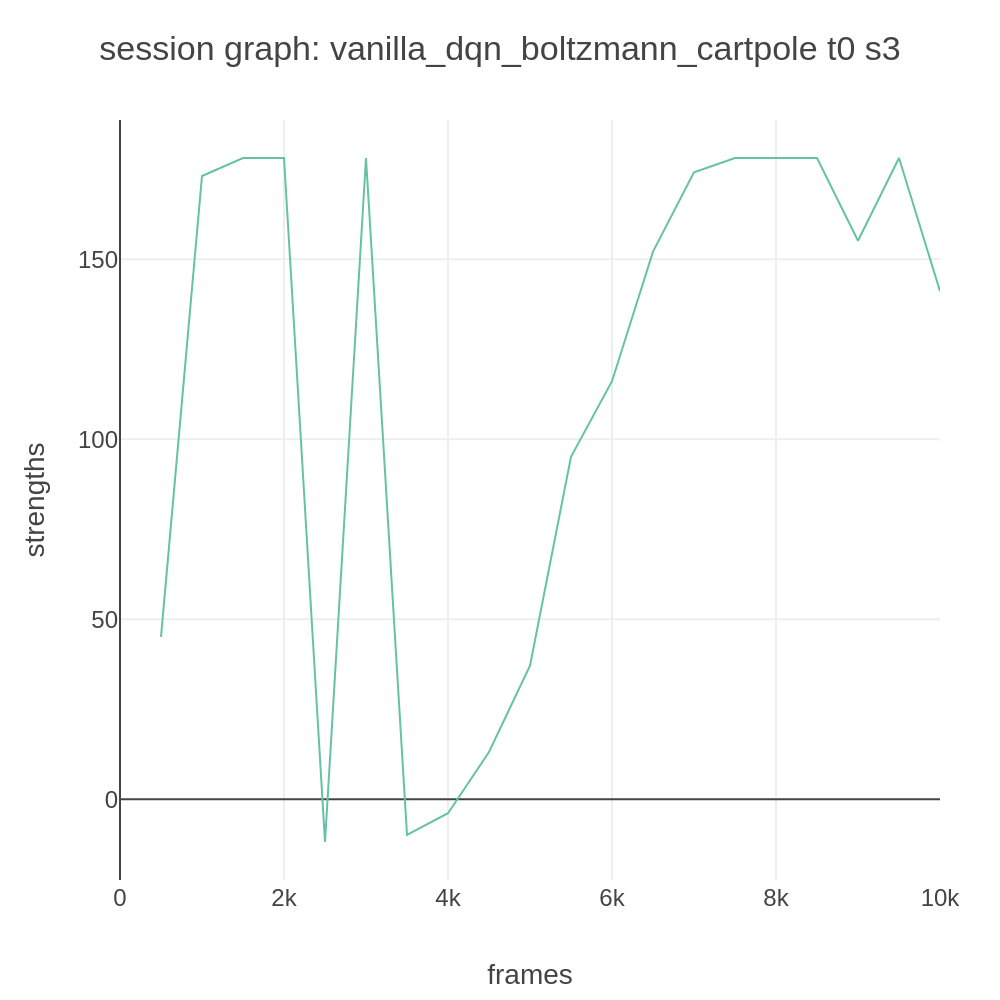 session graph: vanilla_dqn_boltzmann_cartpole t0 s3
strengths
150
100
50
0
0
2k
4k
6k
8k
10k
frames